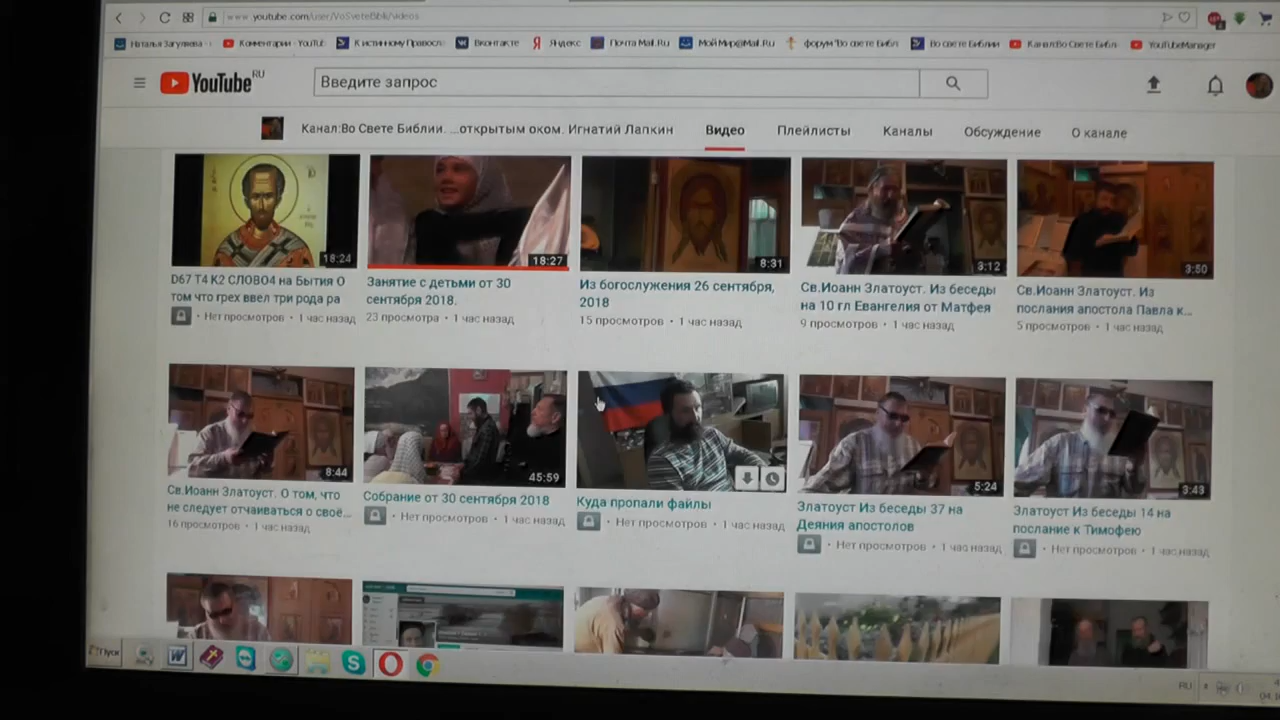 www.youtube.com/user/VoSveteBiblii/videos
Наталья Загуляева
Комментарии - YouTub
К истинному Правосл
Вконтакте
Яндекс
Почта Mail.Ru
Мой Мир@Mail.Ru
форум "Во свете Библ
Во свете Библии
Канал:Во Свете Библ
YouTubeManager
YouTube RU
Введите запрос
Канал:Во Свете Библии. ...открытым оком. Игнатий Лапкин
Видео
Плейлисты
Каналы
Обсуждение
О канале
18:24
18:27
8:31
3:12
3:50
D67 T4 K2 СЛОВО4 на Бытия О
том что грех ввел три рода ра
Нет просмотров • 1 час назад
Занятие с детьми от 30
сентября 2018.
23 просмотра • 1 час назад
Из богослужения 26 сентября,
2018
15 просмотров • 1 час назад
Св.Иоанн Златоуст. Из беседы
на 10 гл Евангелия от Матфея
9 просмотров • 1 час назад
Св.Иоанн Златоуст. Из
послания апостола Павла к...
5 просмотров • 1 час назад
8:44
45:59
5:24
3:43
Св.Иоанн Златоуст. О том, что
не следует отчаиваться о своё...
16 просмотров • 1 час назад
Собрание от 30 сентября 2018
Нет просмотров • 1 час назад
Куда пропали файлы
Нет просмотров • 1 час назад
Златоуст Из беседы 37 на
Деяния апостолов
Нет просмотров • 1 час назад
Златоуст Из беседы 14 на
послание к Тимофею
Нет просмотров • 1 час назад
Пуск
RU